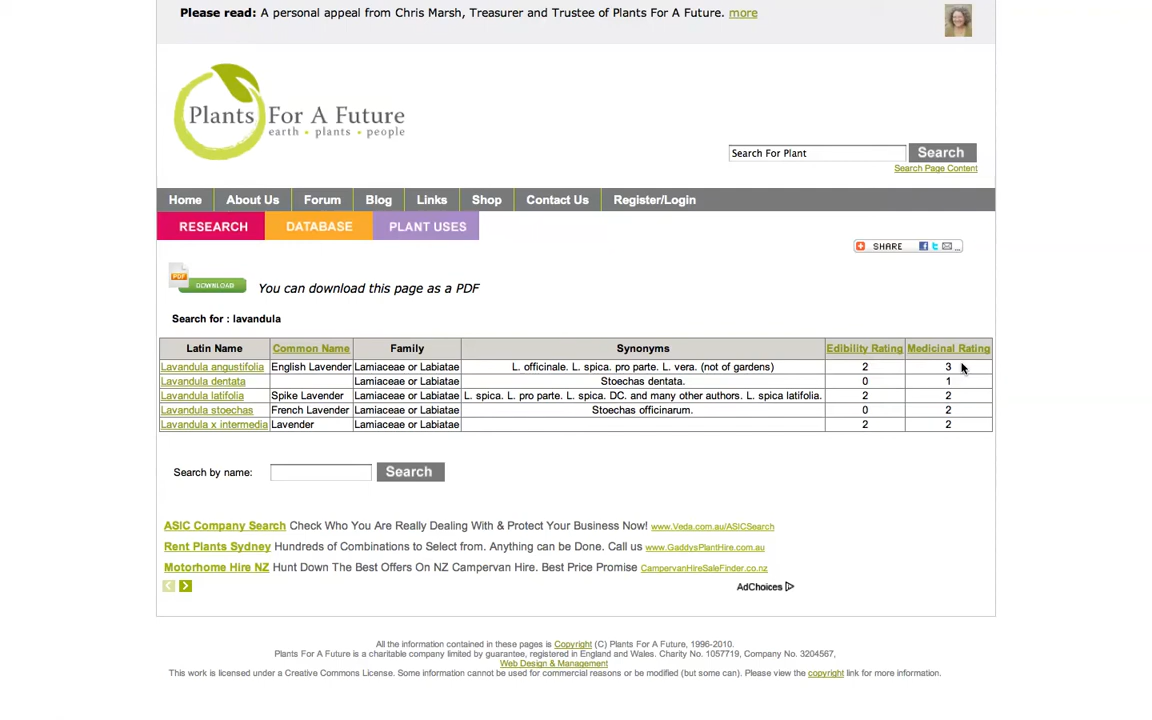 Please read: A personal appeal from Chris Marsh, Treasurer and Trustee of Plants For A Future. more
Plants For A Future
earth • plants • people
Search For Plant Search
Search Page Content
Home About Us Forum Blog Links Shop Contact Us Register/Login
RESEARCH DATABASE PLANT USES
SHARE
PDF DOWNLOAD You can download this page as a PDF
Search for : lavandula
Latin Name Common Name Family Synonyms Edibility Rating Medicinal Rating
Lavandula angustifolia English Lavender Lamiaceae or Labiatae L. officinale. L. spica. pro parte. L. vera. (not of gardens) 2 3
Lavandula dentata Lamiaceae or Labiatae Stoechas dentata. 0 1
Lavandula latifolia Spike Lavender Lamiaceae or Labiatae L. spica. L. pro parte. L. spica. DC. and many other authors. L. spica latifolia. 2 2
Lavandula stoechas French Lavender Lamiaceae or Labiatae Stoechas officinarum. 0 2
Lavandula x intermedia Lavender Lamiaceae or Labiatae 2 2
Search by name: Search
ASIC Company Search Check Who You Are Really Dealing With & Protect Your Business Now! www.Veda.com.au/ASICSearch
Rent Plants Sydney Hundreds of Combinations to Select from. Anything can be Done. Call us www.GaddysPlantHire.com.au
Motorhome Hire NZ Hunt Down The Best Offers On NZ Campervan Hire. Best Price Promise CampervanHireSaleFinder.co.nz
AdChoices
All the information contained in these pages is Copyright (C) Plants For A Future, 1996-2010.
Plants For A Future is a charitable company limited by guarantee, registered in England and Wales. Charity No. 1057719, Company No. 3204567,
Web Design & Management
This work is licensed under a Creative Commons License. Some information cannot be used for commercial reasons or be modified (but some can). Please view the copyright link for more information.